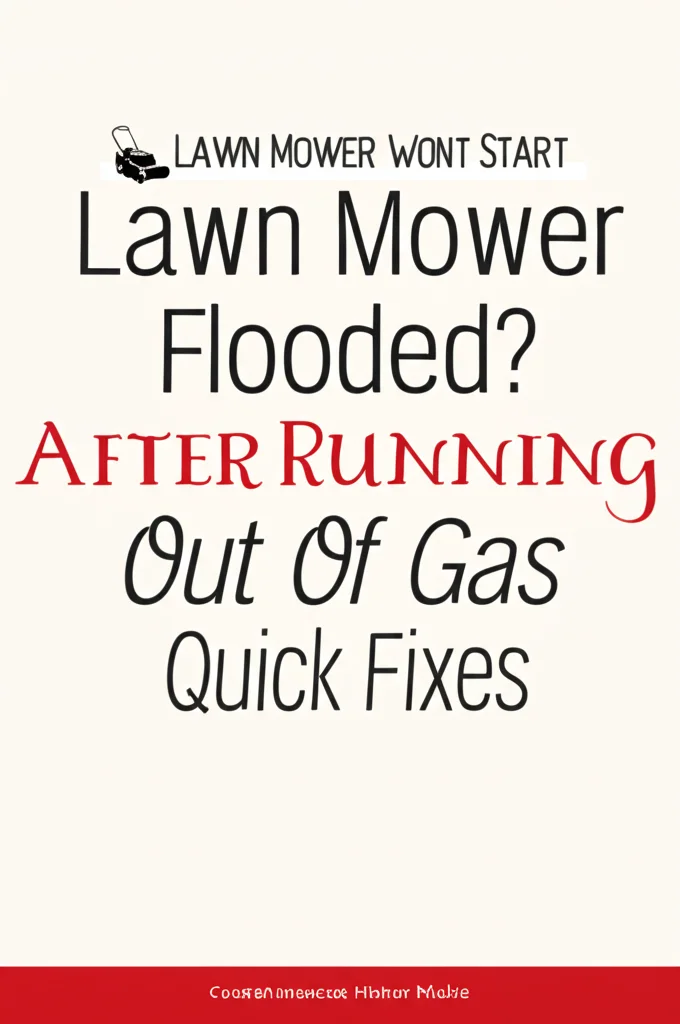 LAWN MOWER WONT START
Lawn Mower
Flooded?
AFTER RUNNING
Out Of Gas
Quick Fixes